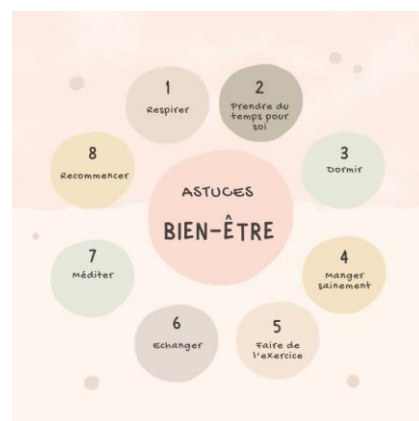 ASTUCES
BIEN-ÊTRE
1
Respirer
2
Prendre du
temps pour
soi
3
Dormir
4
Manger
sainement
5
Faire de
l'exercice
6
Echanger
7
Méditer
8
Recommencer